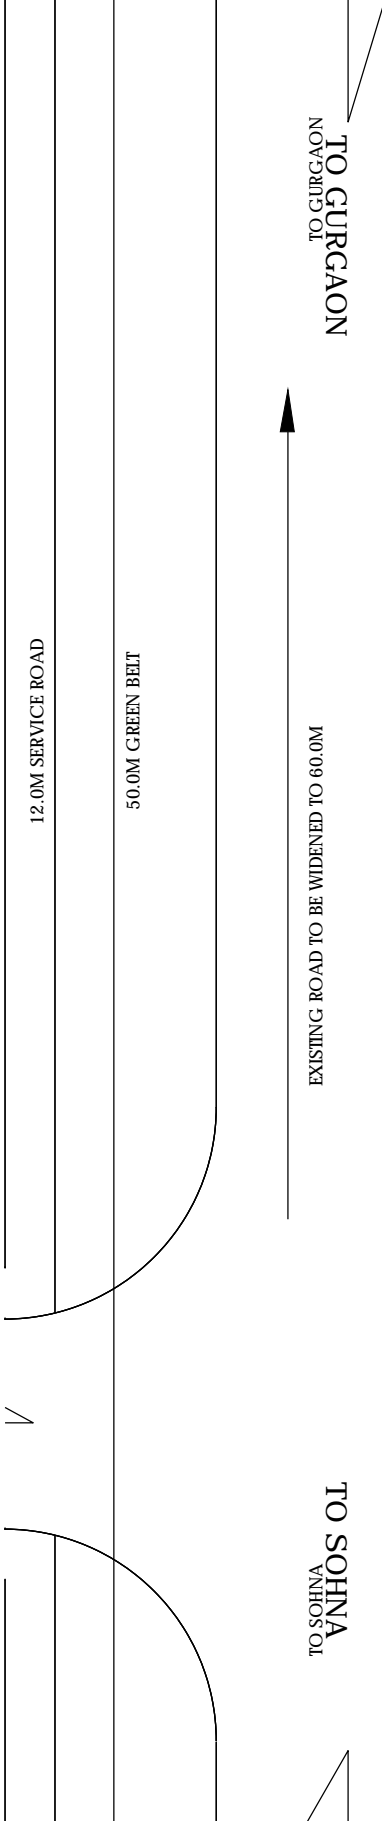 TO GURGAON
TO GURGAON
12.0M SERVICE ROAD
50.0M GREEN BELT
EXISTING ROAD TO BE WIDENED TO 60.0M
TO SOHNA
TO SOHNA